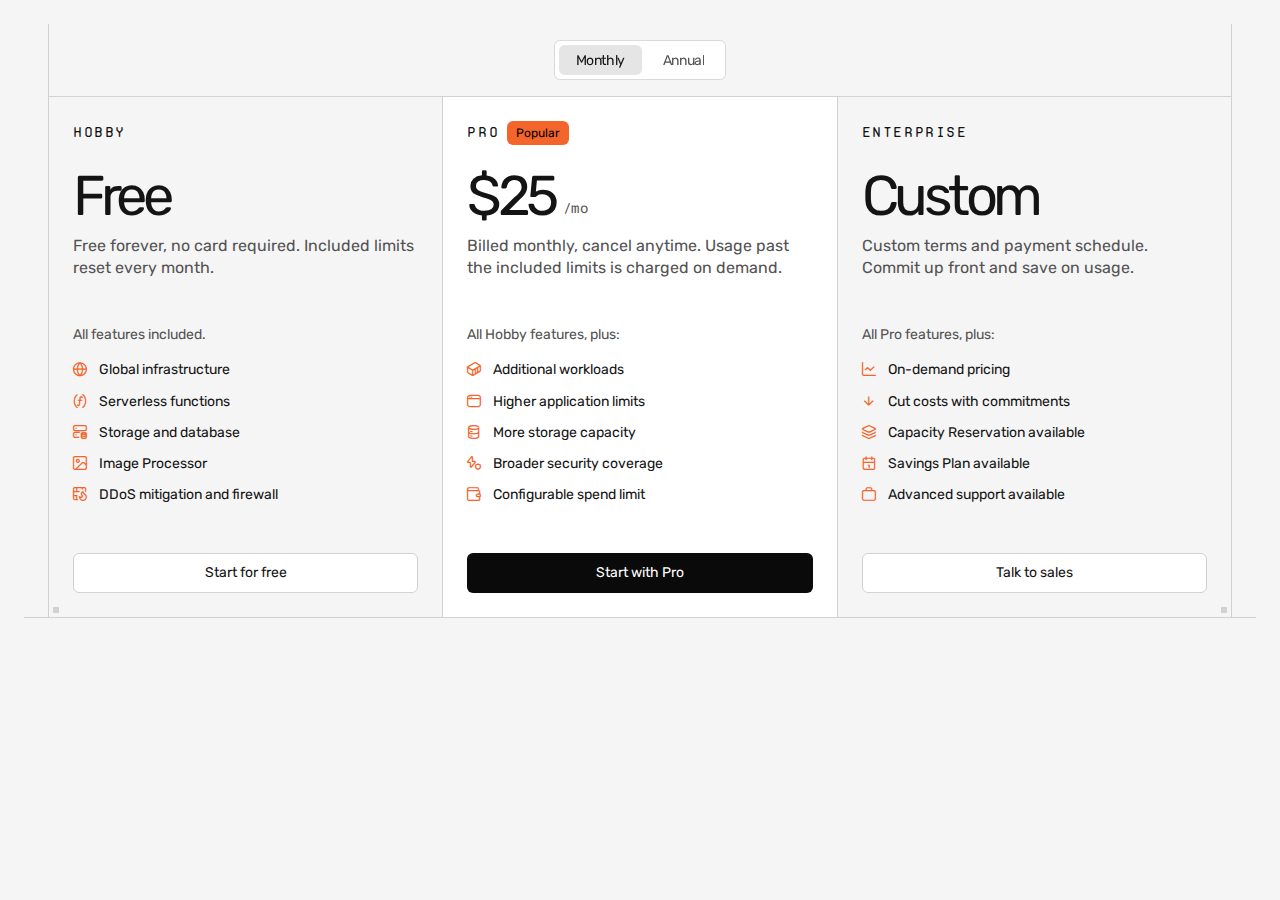 Monthly Annual
HOBBY
Free
Free forever, no card required. Included limits
reset every month.
All features included.
Global infrastructure
Serverless functions
Storage and database
Image Processor
DDoS mitigation and firewall
Start for free
PRO Popular
$25 /mo
Billed monthly, cancel anytime. Usage past
the included limits is charged on demand.
All Hobby features, plus:
Additional workloads
Higher application limits
More storage capacity
Broader security coverage
Configurable spend limit
Start with Pro
ENTERPRISE
Custom
Custom terms and payment schedule.
Commit up front and save on usage.
All Pro features, plus:
On-demand pricing
Cut costs with commitments
Capacity Reservation available
Savings Plan available
Advanced support available
Talk to sales